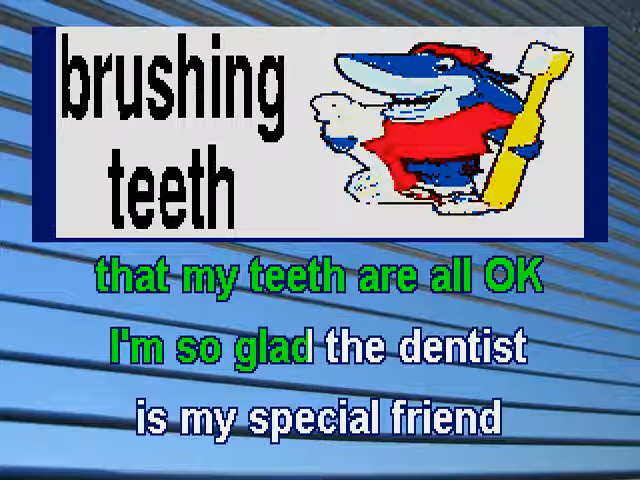 brushing
teeth
that my teeth are all OK
I'm so glad the dentist
is my special friend